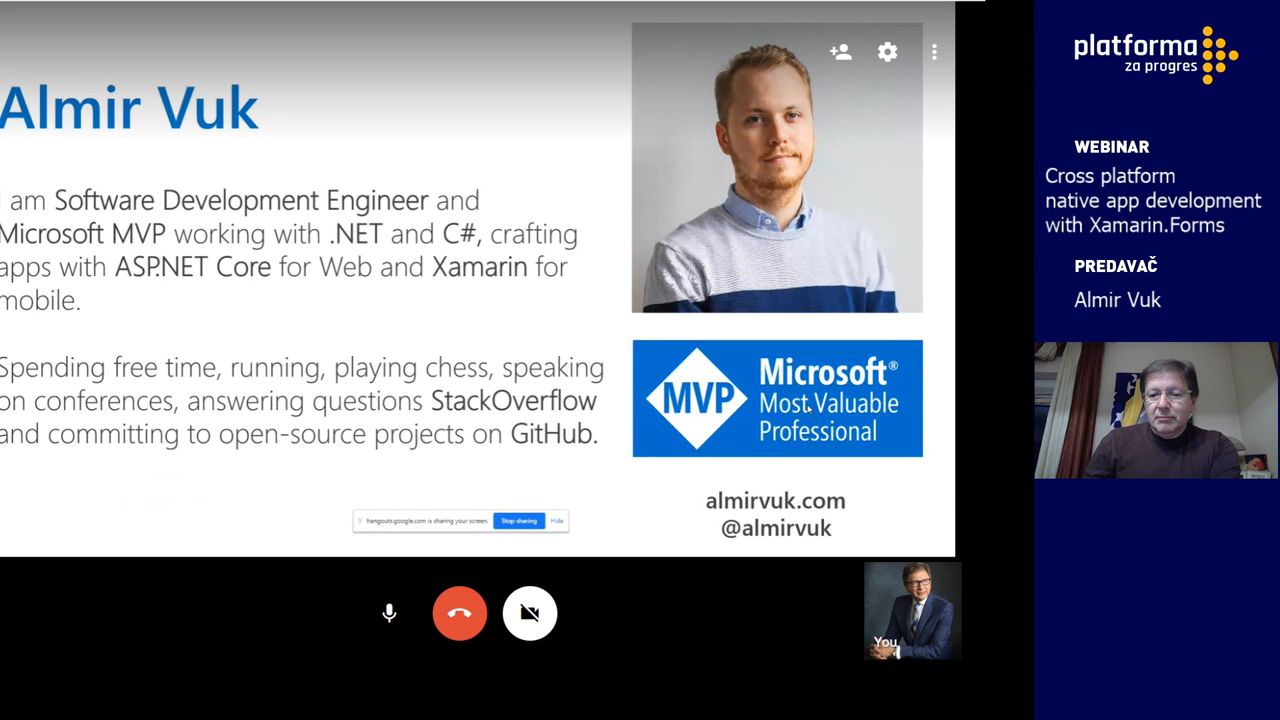 Almir Vuk
I am Software Development Engineer and
Microsoft MVP working with .NET and C#, crafting
apps with ASP.NET Core for Web and Xamarin for
mobile.
Spending free time, running, playing chess, speaking
on conferences, answering questions StackOverflow
and committing to open-source projects on GitHub.
MVP
Microsoft®
Most Valuable
Professional
almirvuk.com
@almirvuk
hangouts.google.com is sharing your screen.
Stop sharing
Hide
You
platforma
za progres
WEBINAR
Cross platform
native app development
with Xamarin.Forms
PREDAVAČ
Almir Vuk